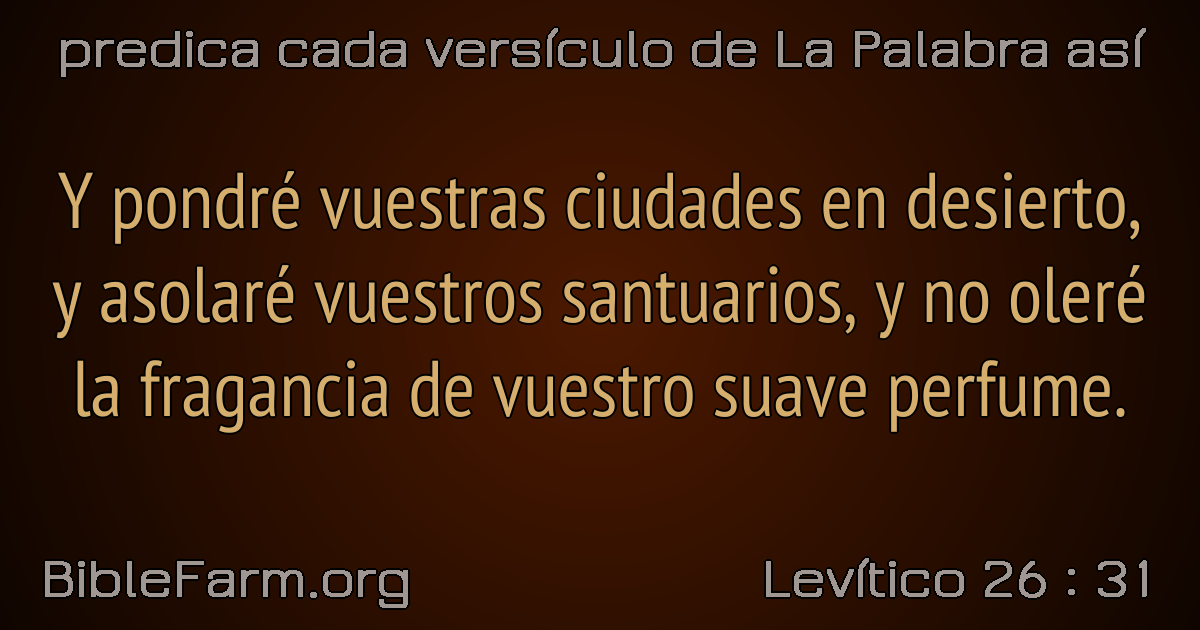 predica cada versículo de La Palabra así
Y pondré vuestras ciudades en desierto,
y asolaré vuestros santuarios, y no oleré
la fragancia de vuestro suave perfume.
BibleFarm.org
Levítico 26 : 31